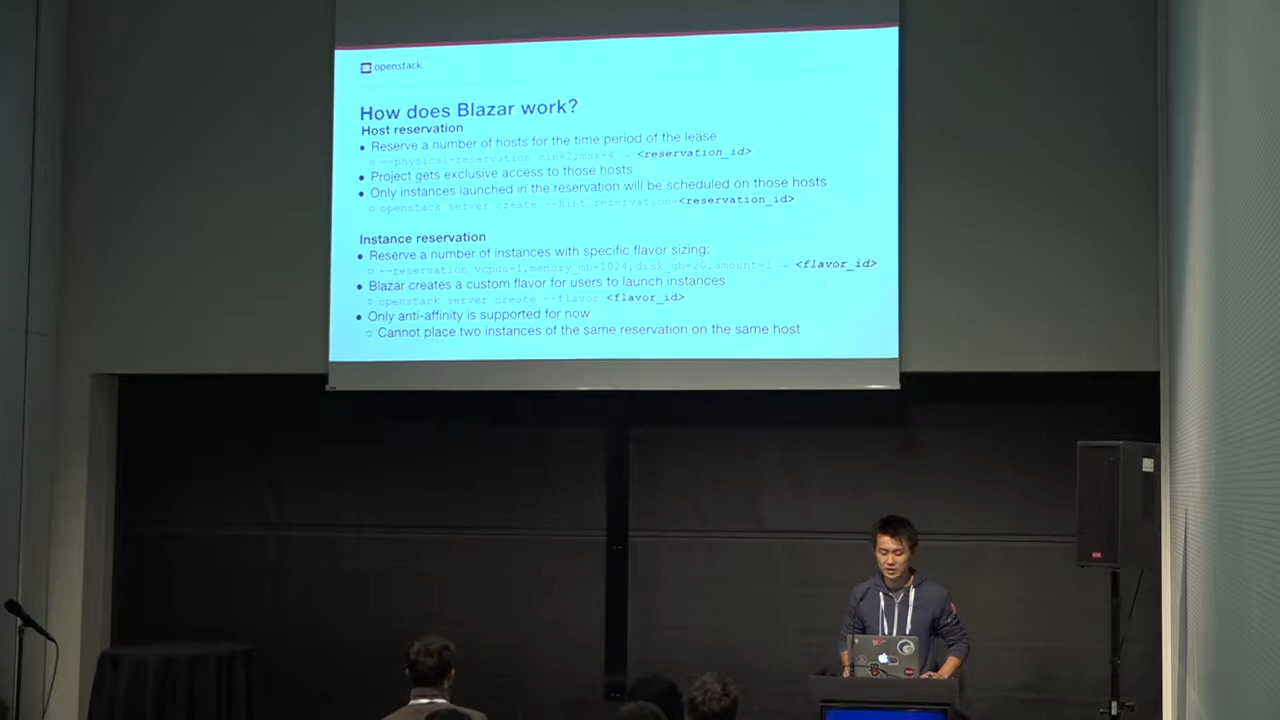 openstack.
How does Blazar work?
Host reservation
● Reserve a number of hosts for the time period of the lease
○ --physical-reservation min=2,max=4 → <reservation_id>
● Project gets exclusive access to those hosts
● Only instances launched in the reservation will be scheduled on those hosts
○ openstack server create --hint reservation=<reservation_id>
Instance reservation
● Reserve a number of instances with specific flavor sizing:
○ --reservation vcpus=1,memory_mb=1024,disk_gb=20,amount=1 → <flavor_id>
● Blazar creates a custom flavor for users to launch instances
○ openstack server create --flavor <flavor_id>
● Only anti-affinity is supported for now
○ Cannot place two instances of the same reservation on the same host